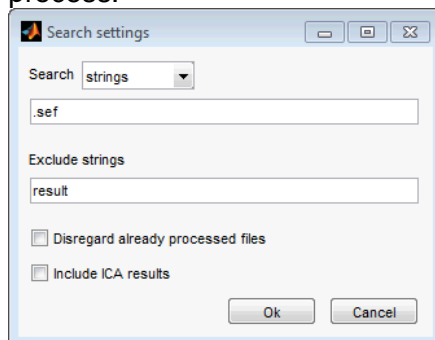 process.
Search settings
Search strings
.sef
Exclude strings
result
Disregard already processed files
Include ICA results
Ok Cancel